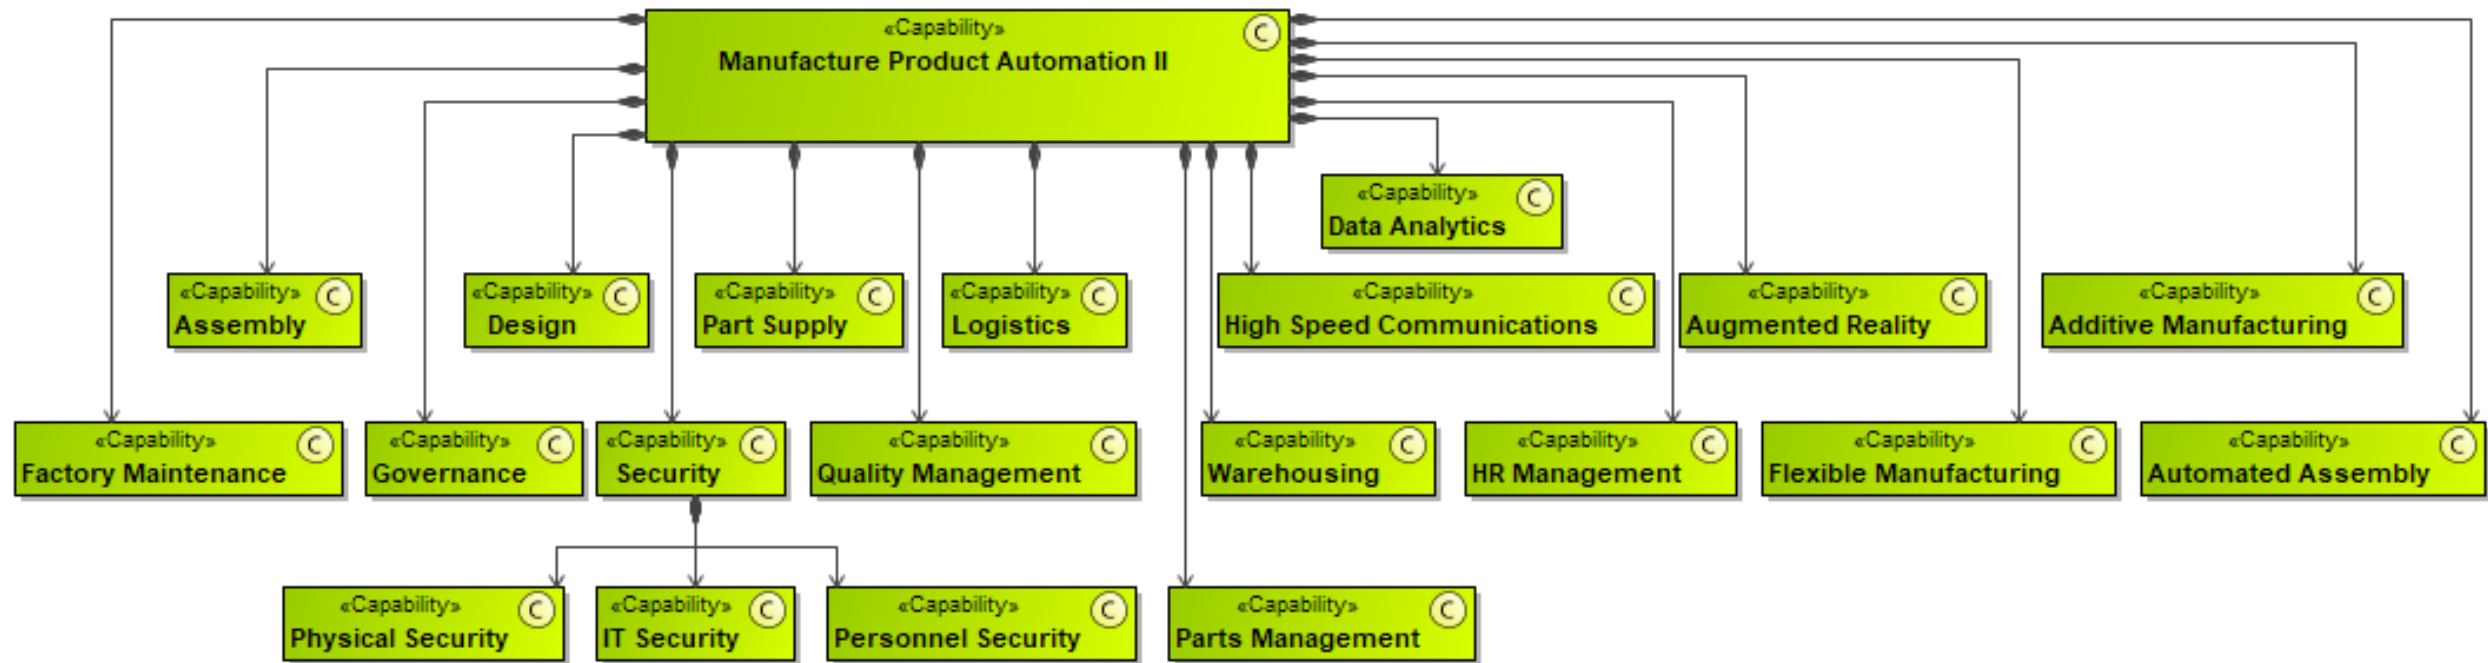 «Capability»
C
Manufacture Product Automation II
«Capability»
C
Data Analytics
«Capability»
C
Assembly
«Capability»
C
Design
«Capability»
C
Part Supply
«Capability»
C
Logistics
«Capability»
C
High Speed Communications
«Capability»
C
Augmented Reality
«Capability»
C
Additive Manufacturing
«Capability»
C
Factory Maintenance
«Capability»
C
Governance
«Capability»
C
Security
«Capability»
C
Quality Management
«Capability»
C
Warehousing
«Capability»
C
HR Management
«Capability»
C
Flexible Manufacturing
«Capability»
C
Automated Assembly
«Capability»
C
Physical Security
«Capability»
C
IT Security
«Capability»
C
Personnel Security
«Capability»
C
Parts Management